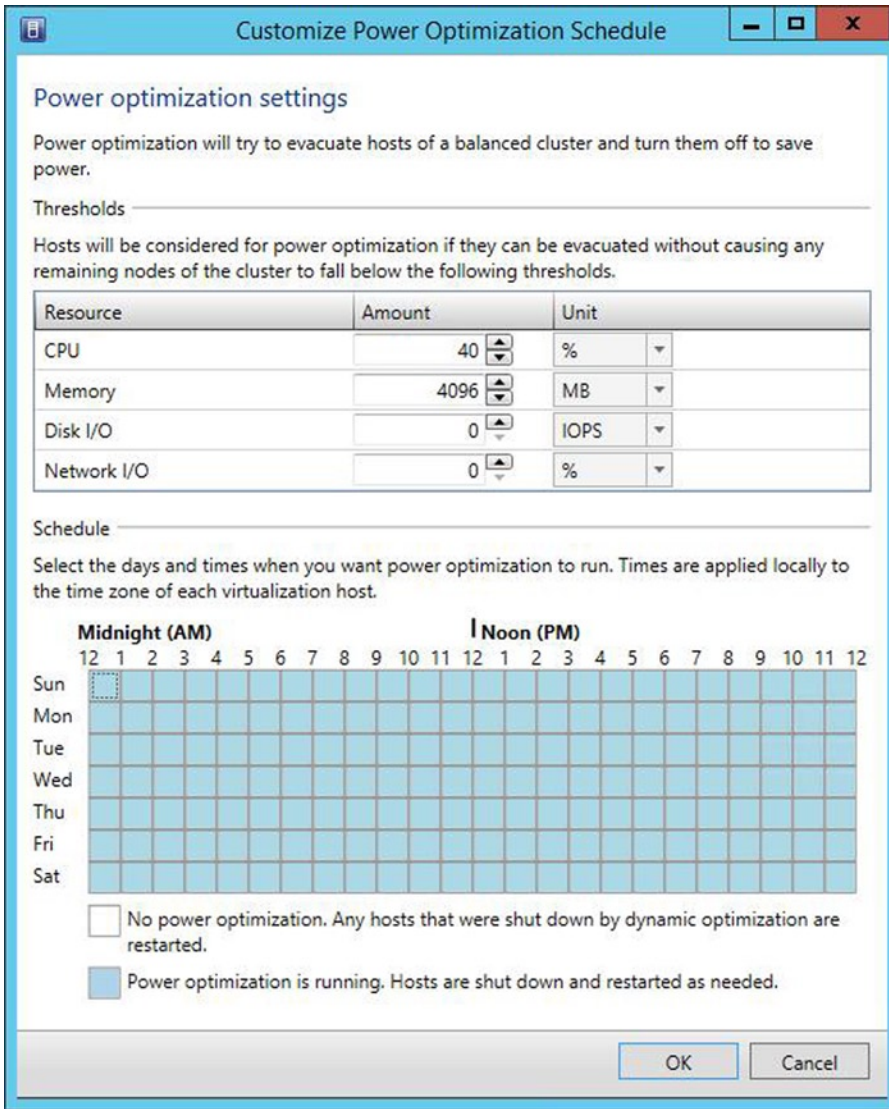 Customize Power Optimization Schedule
Power optimization settings
Power optimization will try to evacuate hosts of a balanced cluster and turn them off to save
power.
Thresholds
Hosts will be considered for power optimization if they can be evacuated without causing any
remaining nodes of the cluster to fall below the following thresholds.
Resource Amount Unit
CPU 40 %
Memory 4096 MB
Disk I/O 0 IOPS
Network I/O 0 %
Schedule
Select the days and times when you want power optimization to run. Times are applied locally to
the time zone of each virtualization host.
Midnight (AM) Noon (PM)
12 1 2 3 4 5 6 7 8 9 10 11 12 1 2 3 4 5 6 7 8 9 10 11 12
Sun
Mon
Tue
Wed
Thu
Fri
Sat
No power optimization. Any hosts that were shut down by dynamic optimization are
restarted.
Power optimization is running. Hosts are shut down and restarted as needed.
OK Cancel